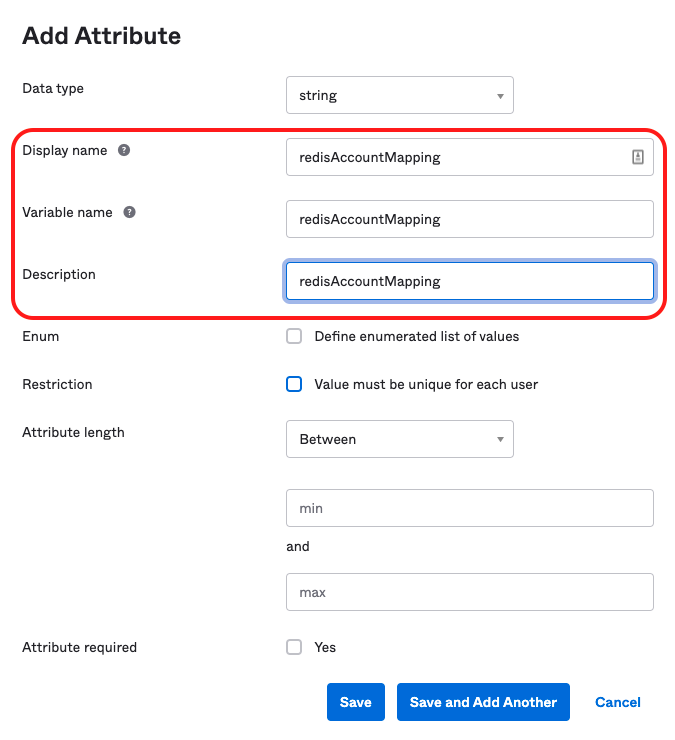 Add Attribute
Data type
string
Display name ?
redisAccountMapping
Variable name ?
redisAccountMapping
Description
redisAccountMapping
Enum
Define enumerated list of values
Restriction
Value must be unique for each user
Attribute length
Between
min
and
max
Attribute required
Yes
Save
Save and Add Another
Cancel